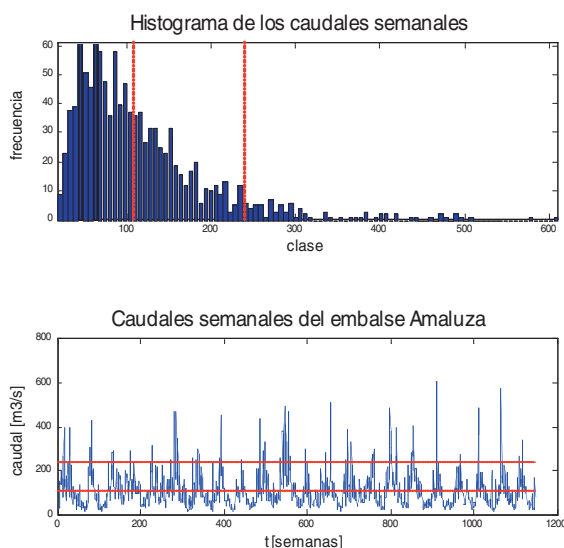 Histograma de los caudales semanales
60
50
40
30
20
10
0
frecuencia
100 200 300 400 500 600
clase
Caudales semanales del embalse Amaluza
800
600
400
200
0
caudal [m3/s]
0 200 400 600 800 1000 1200
t[semanas]